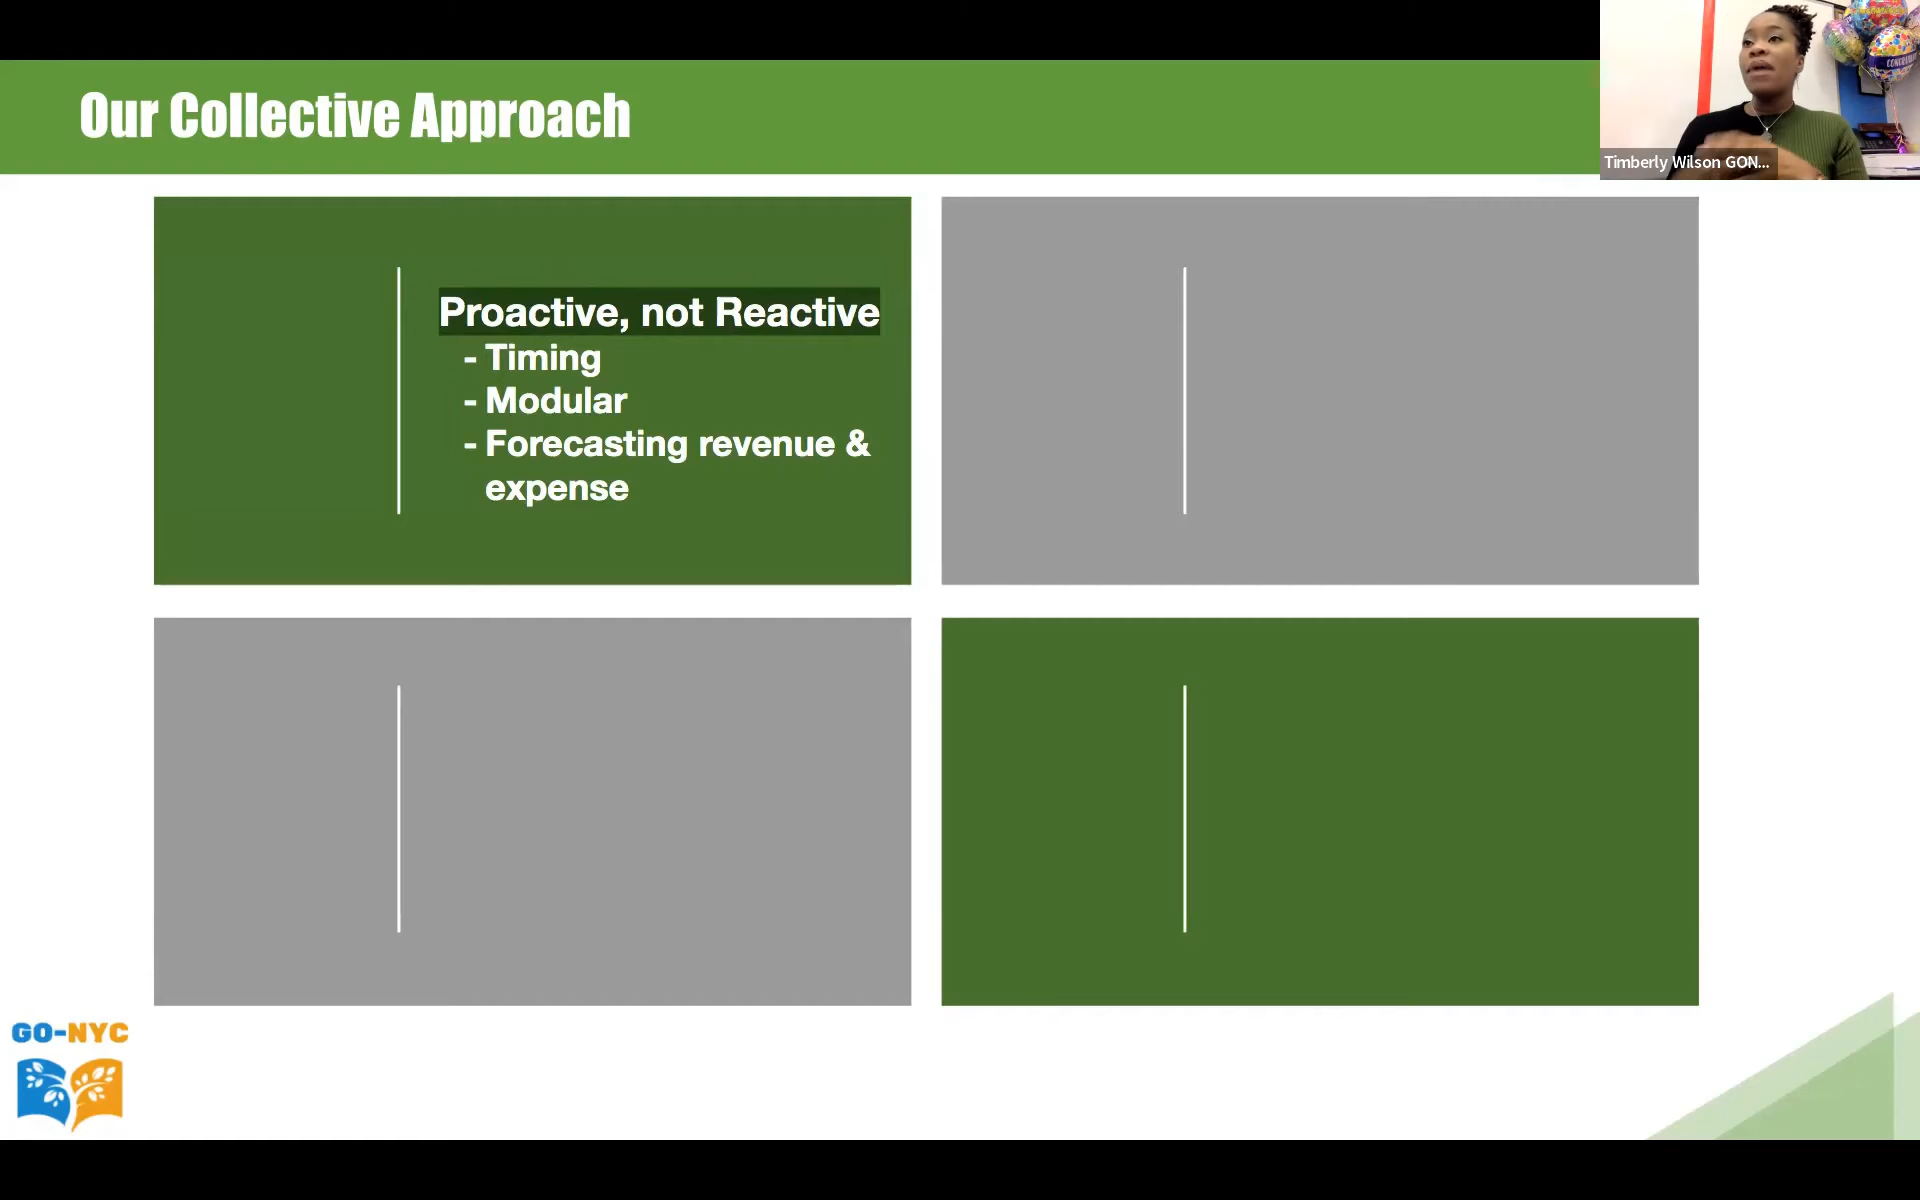 Our Collective Approach
Timberly Wilson GON...
Proactive, not Reactive
- Timing
- Modular
- Forecasting revenue &
expense
GO-NYC